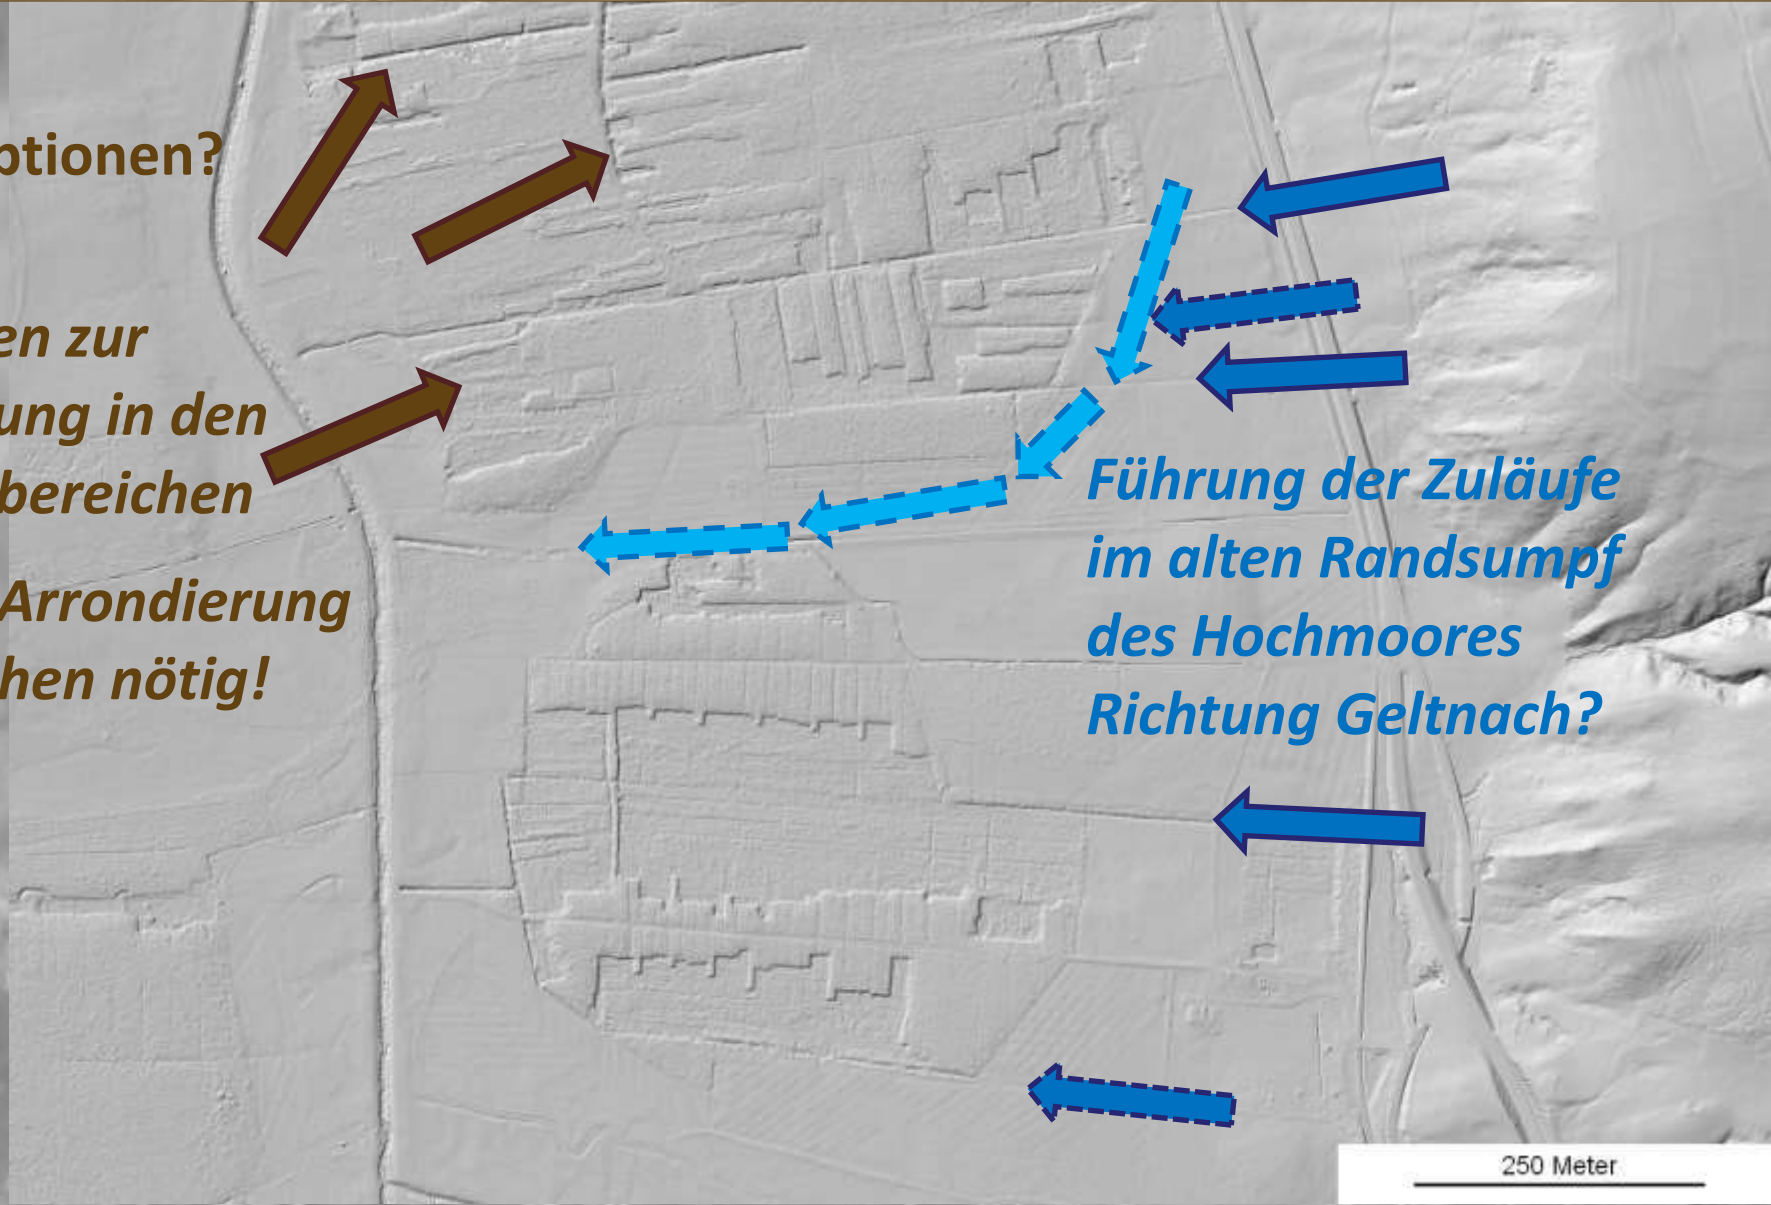 ptionen?
en zur
ung in den
bereichen
Arrondierung
hen nötig!
Führung der Zuläufe
im alten Randsumpf
des Hochmoores
Richtung Geltnach?
250 Meter